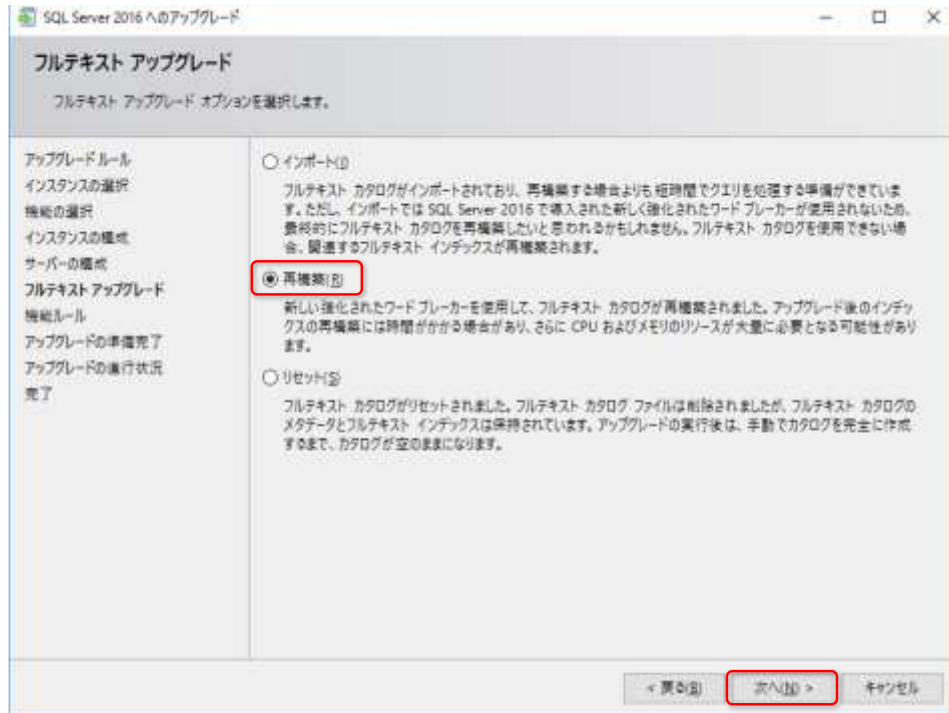 SQL Server 2016 へのアップグレード
フルテキスト アップグレード
フルテキスト アップグレード オプションを選択します。
アップグレード ルール
インスタンスの選択
機能の選択
インスタンスの構成
サーバーの構成
フルテキスト アップグレード
機能ルール
アップグレードの準備完了
アップグレードの進行状況
完了
インポート(I)
フルテキスト カタログがインポートされており、再構築する場合よりも短時間でクエリを処理する準備ができていま
す。ただし、インポートでは SQL Server 2016 で導入された新しく強化されたワード ブレーカーが使用されないため、
最終的にフルテキスト カタログを再構築したいと思われるかもしれません。フルテキスト カタログを使用できない場
合、関連するフルテキスト インデックスが再構築されます。
再構築(R)
新しい強化されたワード ブレーカーを使用して、フルテキスト カタログが再構築されました。アップグレード後のインデッ
クスの再構築には時間がかかる場合があり、さらに CPU およびメモリのリソースが大量に必要となる可能性があり
ます。
リセット(S)
フルテキスト カタログがリセットされました。フルテキスト カタログ ファイルは削除されましたが、フルテキスト カタログの
メタデータとフルテキスト インデックスは保持されています。アップグレードの実行後は、手動でカタログを完全に作成
するまで、カタログが空のままになります。
< 戻る(B)
次へ(N) >
キャンセル